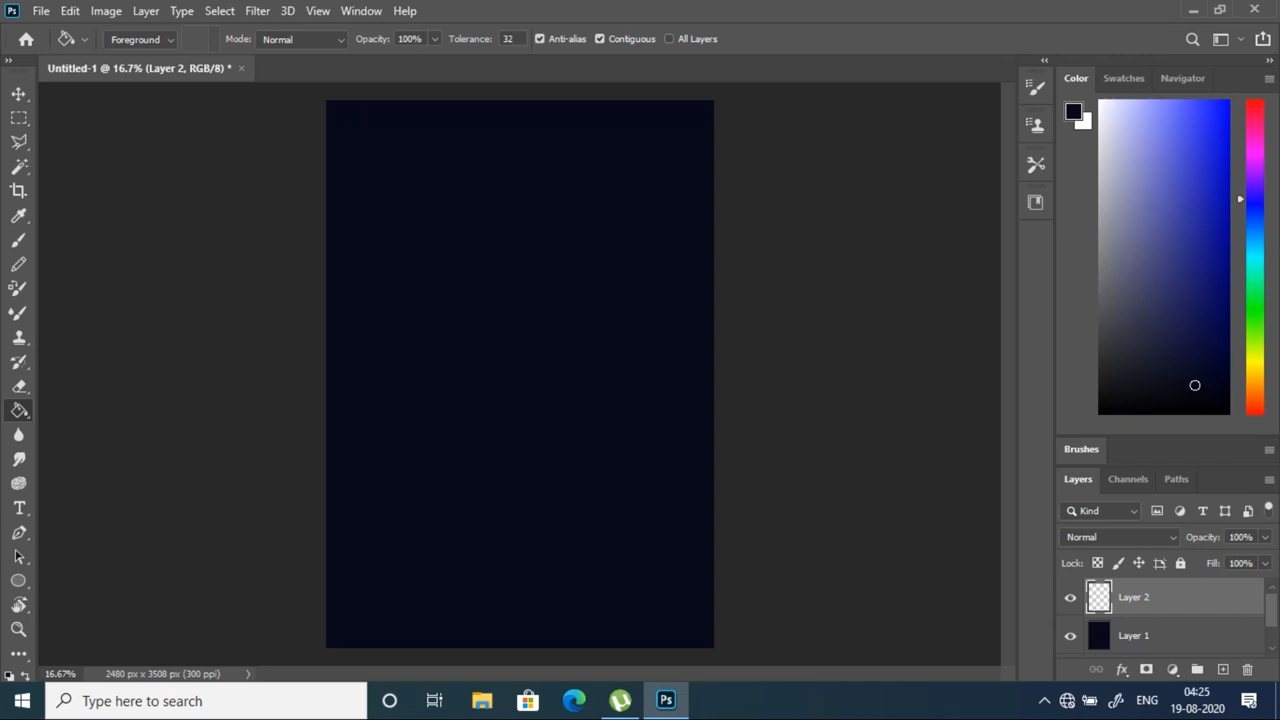 Ps File Edit Image Layer Type Select Filter 3D View Window Help
Foreground Mode: Normal Opacity: 100% Tolerance: 32 Anti-alias Contiguous All Layers
Untitled-1 @ 16.7% (Layer 2, RGB/8) * ×
Color Swatches Navigator
Brushes
Layers Channels Paths
Kind
Normal Opacity: 100%
Lock: Fill: 100%
Layer 2
Layer 1
16.67% 2480 px x 3508 px (300 ppi)
Type here to search
Ps
ENG
04:25
19-08-2020